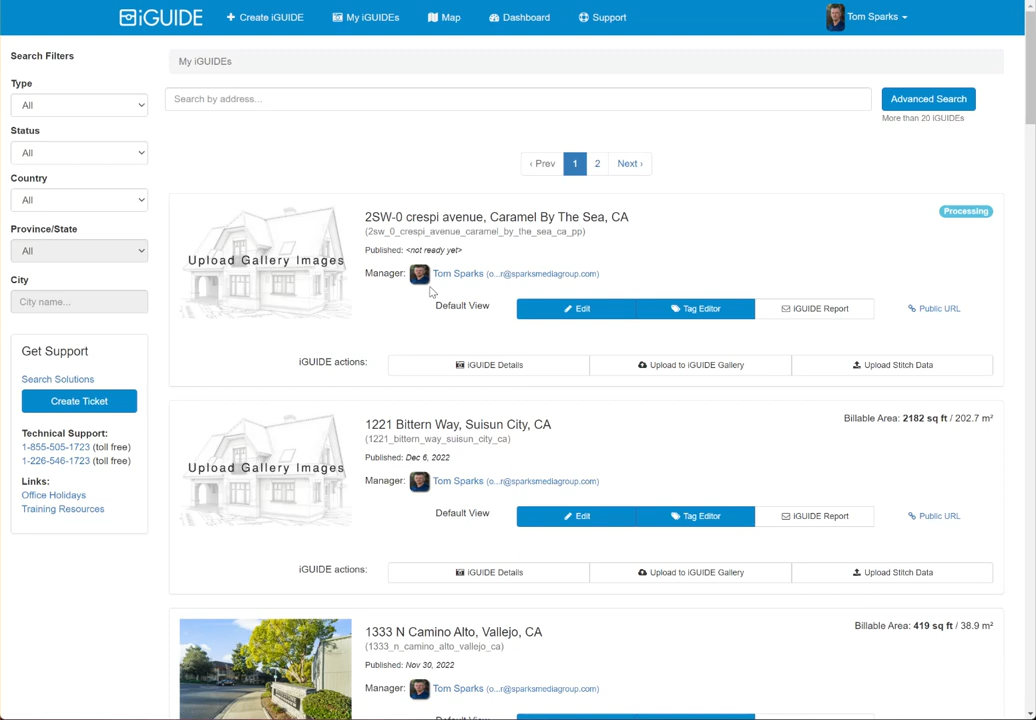 iGUIDE
Create iGUIDE
My iGUIDEs
Map
Dashboard
Support
Tom Sparks
Search Filters
Type
All
Status
All
Country
All
Province/State
All
City
City name...
Get Support
Search Solutions
Create Ticket
Technical Support:
1-855-505-1723 (toll free)
1-226-546-1723 (toll free)
Links:
Office Holidays
Training Resources
My iGUIDEs
Search by address...
Advanced Search
More than 20 iGUIDEs
‹ Prev 1 2 Next ›
Upload Gallery Images
2SW-0 crespi avenue, Caramel By The Sea, CA
(2sw_0_crespi_avenue_caramel_by_the_sea_ca_pp)
Published: <not ready yet>
Manager: Tom Sparks (o...r@sparksmediagroup.com)
Processing
Default View
Edit
Tag Editor
iGUIDE Report
Public URL
iGUIDE actions:
iGUIDE Details
Upload to iGUIDE Gallery
Upload Stitch Data
Upload Gallery Images
1221 Bittern Way, Suisun City, CA
(1221_bittern_way_suisun_city_ca)
Published: Dec 6, 2022
Manager: Tom Sparks (o...r@sparksmediagroup.com)
Billable Area: 2182 sq ft / 202.7 m²
Default View
Edit
Tag Editor
iGUIDE Report
Public URL
iGUIDE actions:
iGUIDE Details
Upload to iGUIDE Gallery
Upload Stitch Data
1333 N Camino Alto, Vallejo, CA
(1333_n_camino_alto_vallejo_ca)
Published: Nov 30, 2022
Manager: Tom Sparks (o...r@sparksmediagroup.com)
Billable Area: 419 sq ft / 38.9 m²